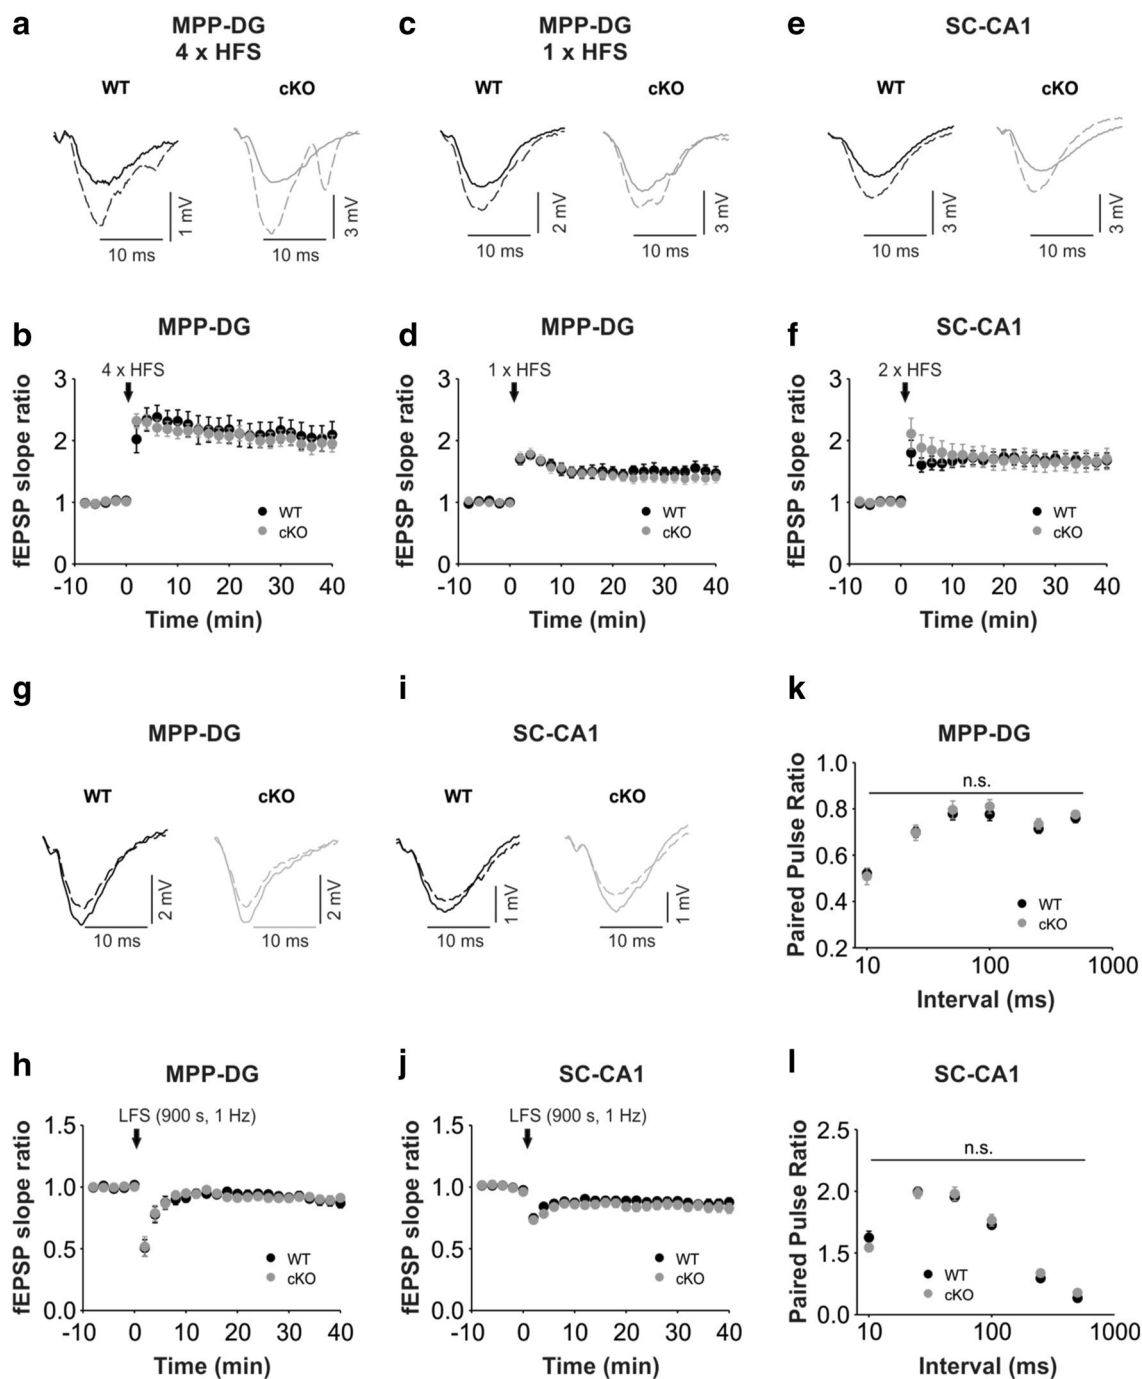 a
MPP-DG
4 x HFS
WT
cKO
1 mV
10 ms
3 mV
10 ms
c
MPP-DG
1 x HFS
WT
cKO
2 mV
10 ms
3 mV
10 ms
e
SC-CA1
WT
cKO
3 mV
10 ms
3 mV
10 ms
b
MPP-DG
4 x HFS
fEPSP slope ratio
3
2
1
0
WT
cKO
-10 0 10 20 30 40
Time (min)
d
MPP-DG
1 x HFS
fEPSP slope ratio
3
2
1
0
WT
cKO
-10 0 10 20 30 40
Time (min)
f
SC-CA1
2 x HFS
fEPSP slope ratio
3
2
1
0
WT
cKO
-10 0 10 20 30 40
Time (min)
g
MPP-DG
WT
cKO
2 mV
10 ms
2 mV
10 ms
i
SC-CA1
WT
cKO
1 mV
10 ms
1 mV
10 ms
k
MPP-DG
Paired Pulse Ratio
1.0
0.8
0.6
0.4
0.2
n.s.
WT
cKO
10 100 1000
Interval (ms)
h
MPP-DG
LFS (900 s, 1 Hz)
fEPSP slope ratio
1.5
1.0
0.5
0.0
WT
cKO
-10 0 10 20 30 40
Time (min)
j
SC-CA1
LFS (900 s, 1 Hz)
fEPSP slope ratio
1.5
1.0
0.5
0.0
WT
cKO
-10 0 10 20 30 40
Time (min)
l
SC-CA1
Paired Pulse Ratio
2.5
2.0
1.5
1.0
n.s.
WT
cKO
10 100 1000
Interval (ms)